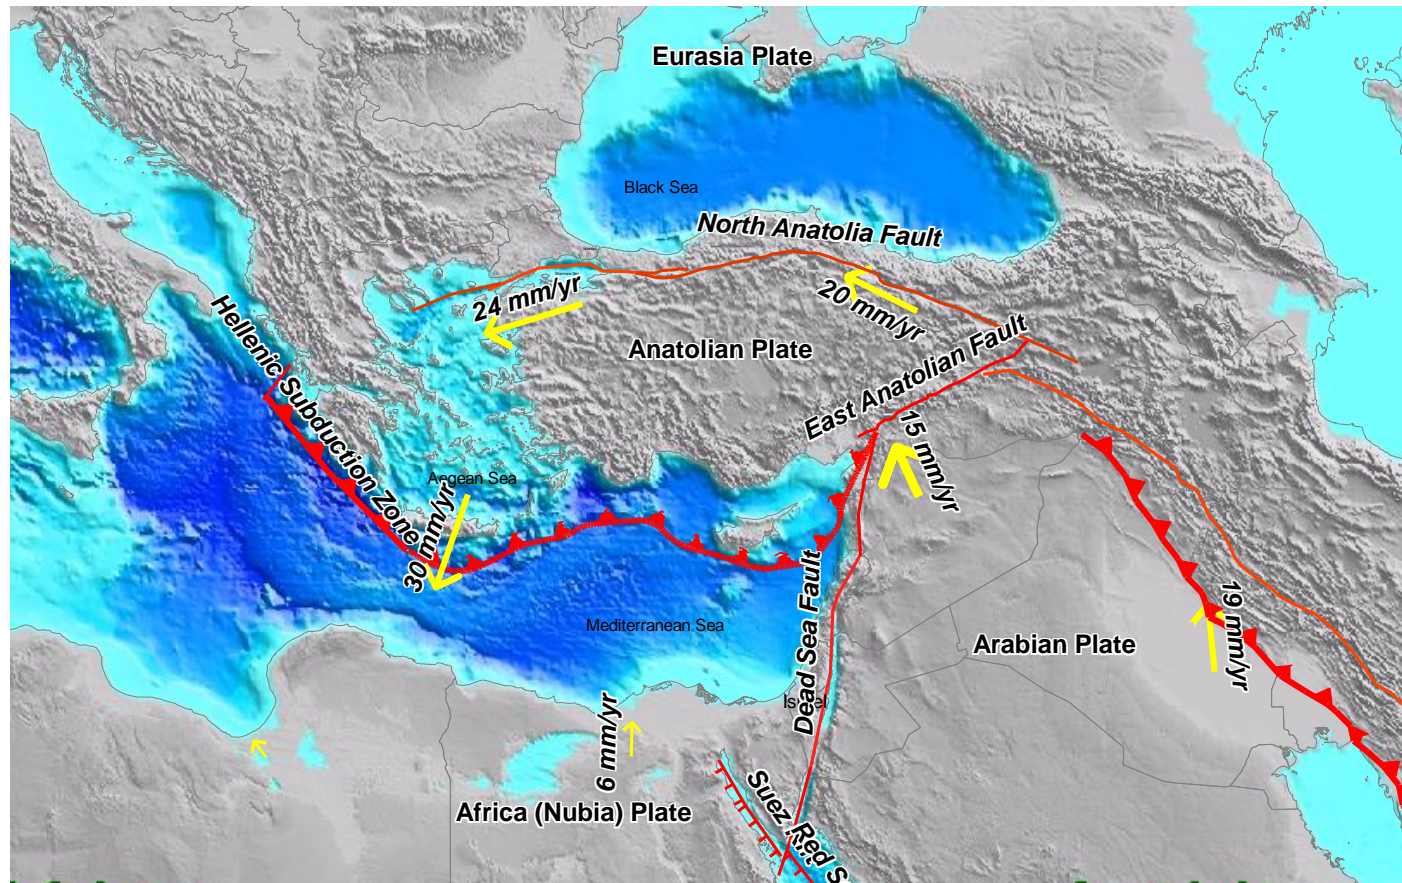 Eurasia Plate
Black Sea
North Anatolia Fault
24 mm/yr
20 mm/yr
Hellenic Subduction Zone
Anatolian Plate
East Anatolian Fault
15 mm/yr
Aegean Sea
30 mm/yr
Mediterranean Sea
Dead Sea Fault
Arabian Plate
19 mm/yr
Israel
6 mm/yr
Africa (Nubia) Plate
Suez
Red S